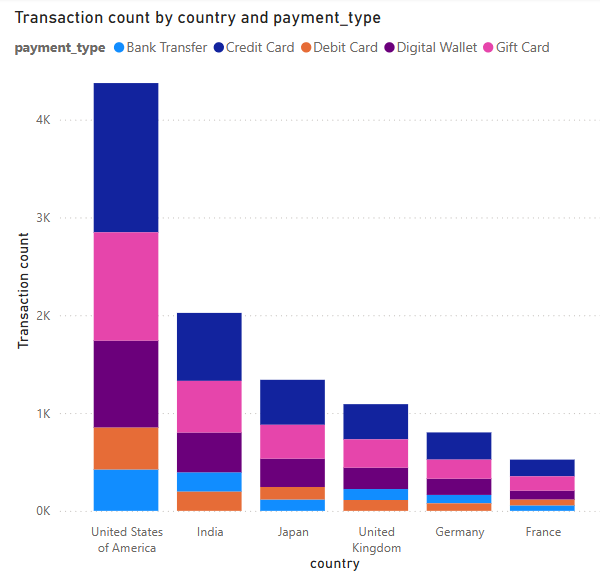 Transaction count by country and payment_type
payment_type Bank Transfer Credit Card Debit Card Digital Wallet Gift Card
4K
3K
2K
1K
0K
Transaction count
United States of America
India
Japan
United Kingdom
Germany
France
country